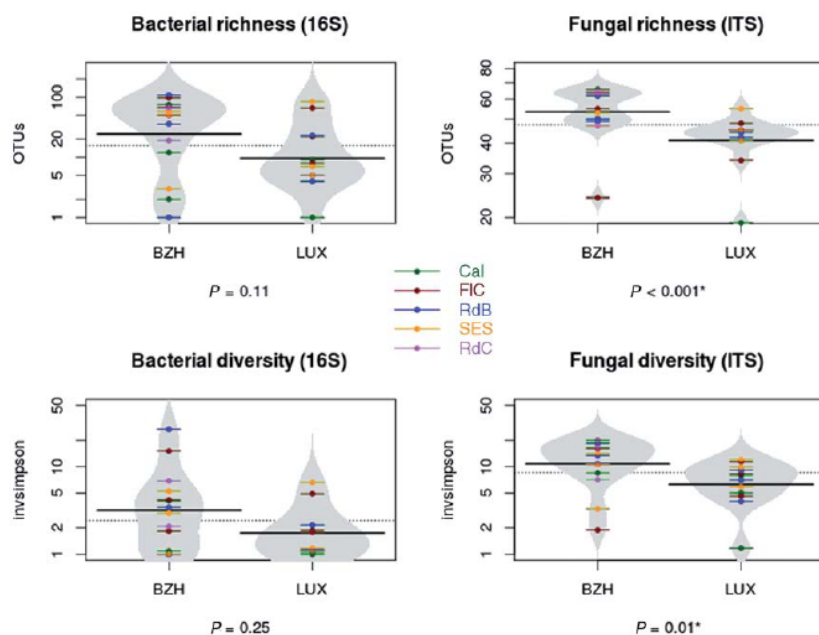 Bacterial richness (16S)
OTUs
100
20
5
1
BZH LUX
P = 0.11
Fungal richness (ITS)
OTUs
80
60
40
30
20
BZH LUX
P < 0.001*
Cal
FIC
RdB
SES
RdC
Bacterial diversity (16S)
invsimpson
50
10
5
2
1
BZH LUX
P = 0.25
Fungal diversity (ITS)
invsimpson
50
10
5
2
1
BZH LUX
P = 0.01*